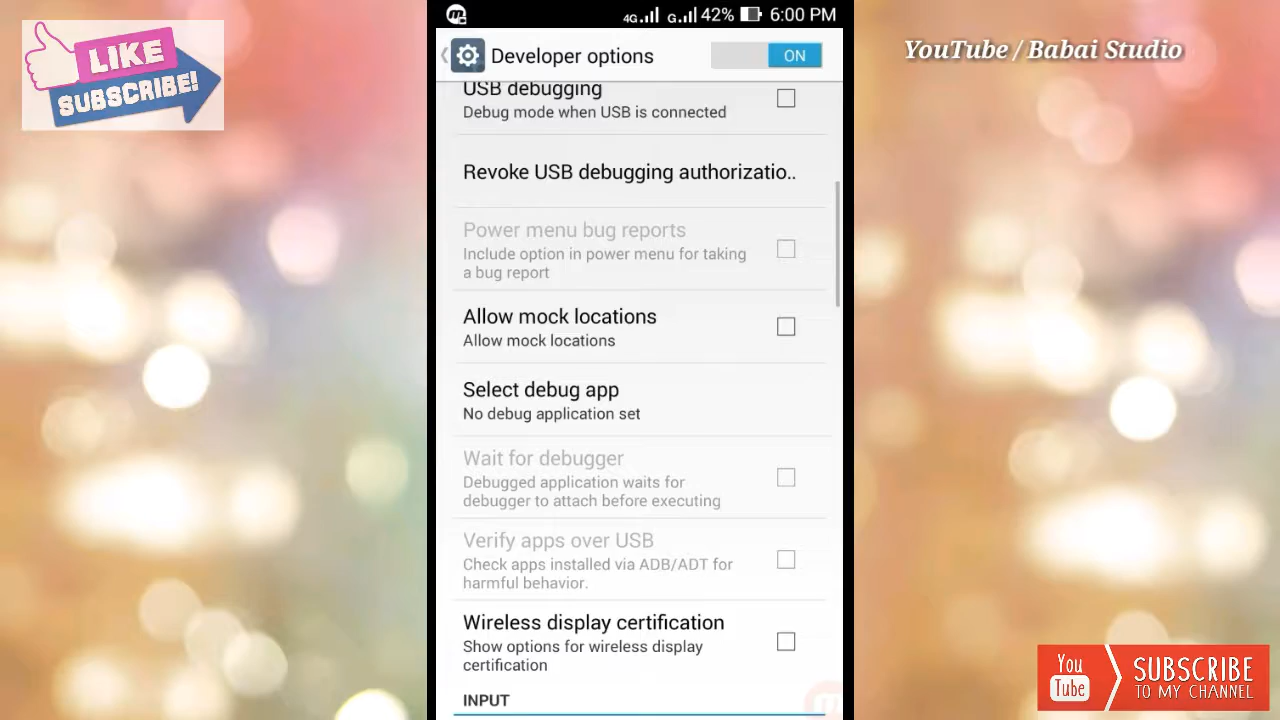 4G G 42% 6:00 PM
LIKE
SUBSCRIBE!
YouTube / Babai Studio
Developer options
ON
USB debugging
Debug mode when USB is connected
Revoke USB debugging authorizatio..
Power menu bug reports
Include option in power menu for taking
a bug report
Allow mock locations
Allow mock locations
Select debug app
No debug application set
Wait for debugger
Debugged application waits for
debugger to attach before executing
Verify apps over USB
Check apps installed via ADB/ADT for
harmful behavior.
Wireless display certification
Show options for wireless display
certification
INPUT
You
Tube
SUBSCRIBE
TO MY CHANNEL